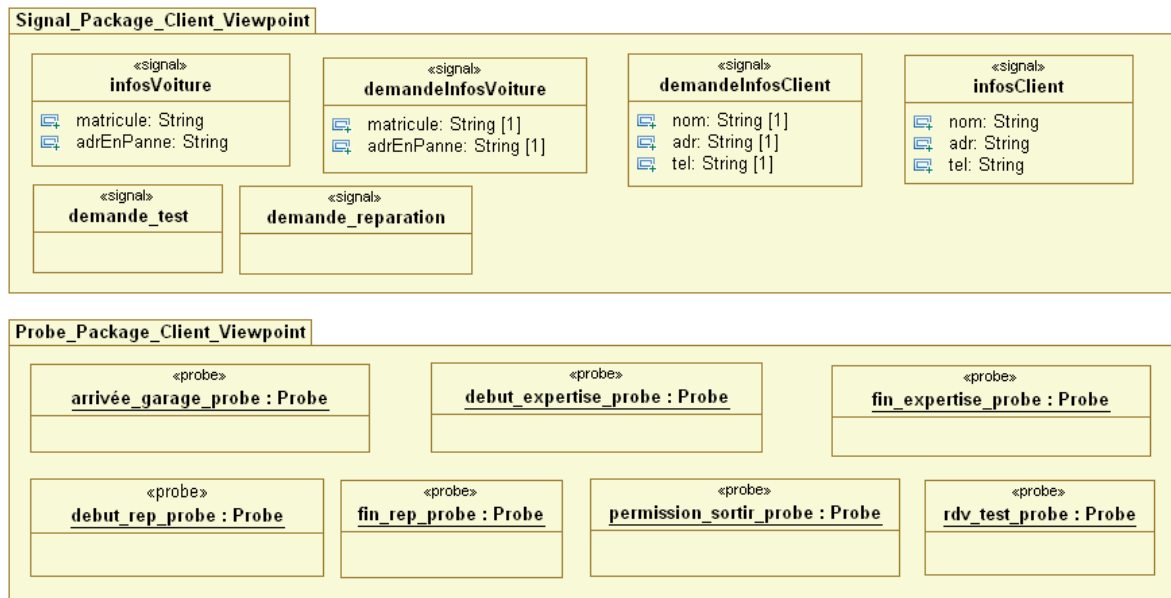 Signal_Package_Client_Viewpoint
«signal»
infosVoiture
matricule: String
adrEnPanne: String
«signal»
demandeInfosVoiture
matricule: String [1]
adrEnPanne: String [1]
«signal»
demandeInfosClient
nom: String [1]
adr: String [1]
tel: String [1]
«signal»
infosClient
nom: String
adr: String
tel: String
«signal»
demande_test
«signal»
demande_reparation
Probe_Package_Client_Viewpoint
«probe»
arrivée_garage_probe : Probe
«probe»
debut_expertise_probe : Probe
«probe»
fin_expertise_probe : Probe
«probe»
debut_rep_probe : Probe
«probe»
fin_rep_probe : Probe
«probe»
permission_sortir_probe : Probe
«probe»
rdv_test_probe : Probe